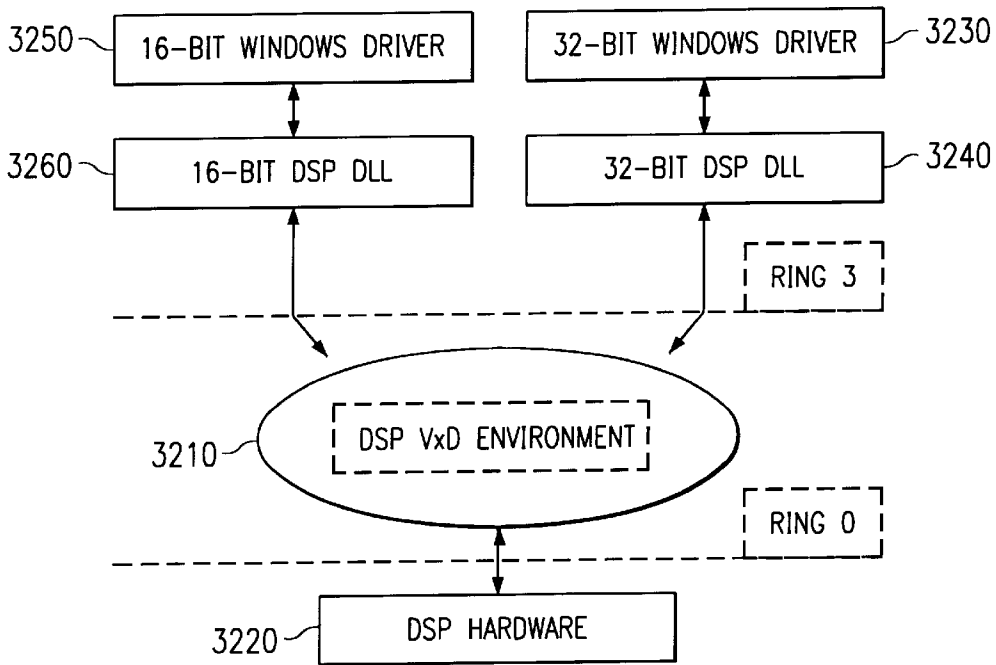 3250
16-BIT WINDOWS DRIVER
32-BIT WINDOWS DRIVER
3230
3260
16-BIT DSP DLL
32-BIT DSP DLL
3240
RING 3
3210
DSP VxD ENVIRONMENT
RING 0
3220
DSP HARDWARE